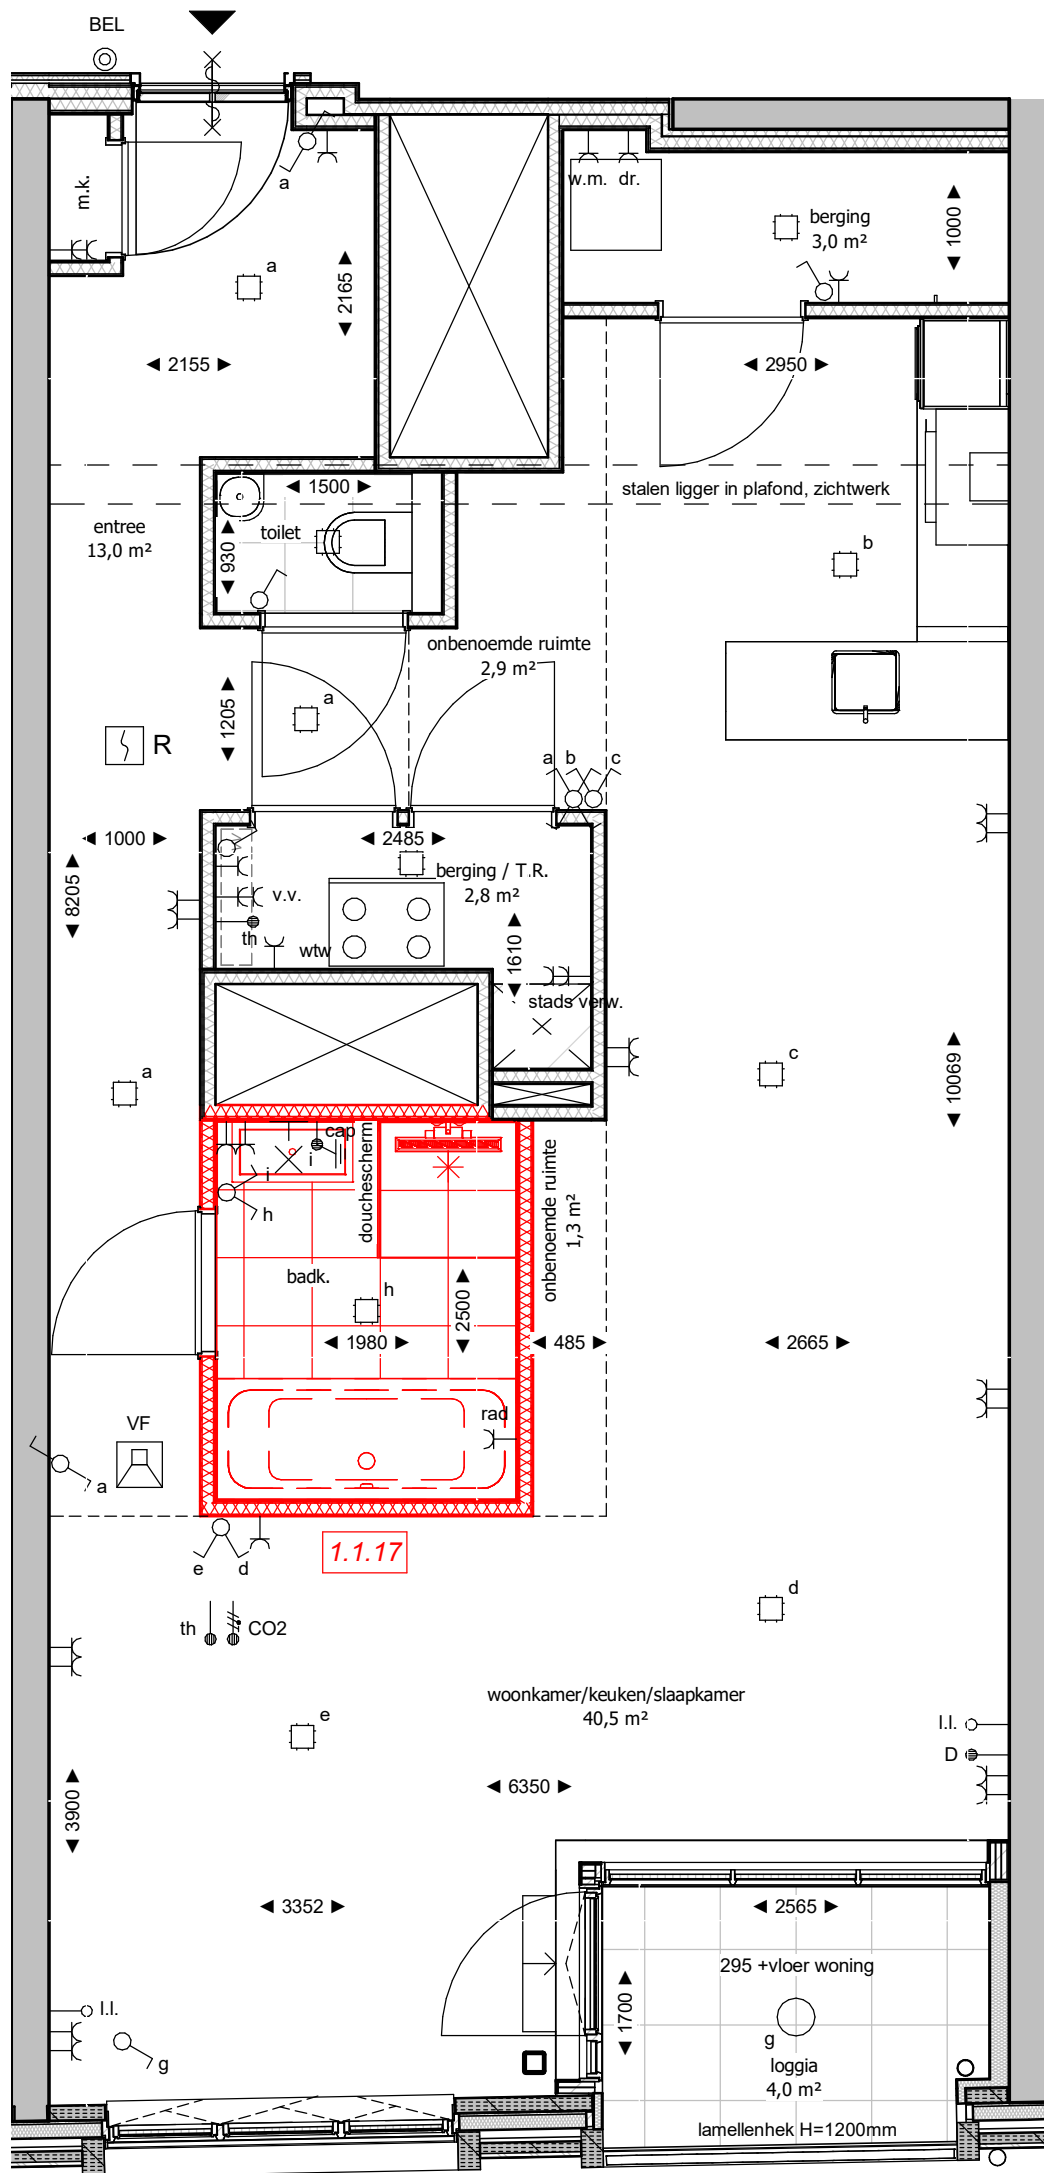 BEL
m.k.
a
w.m. dr.
berging
3,0 m²
1000
a
2165
2155
2950
1500
stalen ligger in plafond, zichtwerk
entree
13,0 m²
930
toilet
b
onbenoemde ruimte
2,9 m²
1205
a
R
a b c
1000
2485
8205
berging / T.R.
2,8 m²
v.v.
th
wtw
1610
stads verw.
a
c
10069
cap
i
i
h
douchescherm
onbenoemde ruimte
1,3 m²
badk.
h
2500
1980
485
2665
VF
rad
a
e d
1.1.17
th
CO2
d
woonkamer/keuken/slaapkamer
40,5 m²
e
l.l.
D
3900
6350
3352
2565
295 +vloer woning
1700
l.l.
g
g
loggia
4,0 m²
lamellenhek H=1200mm